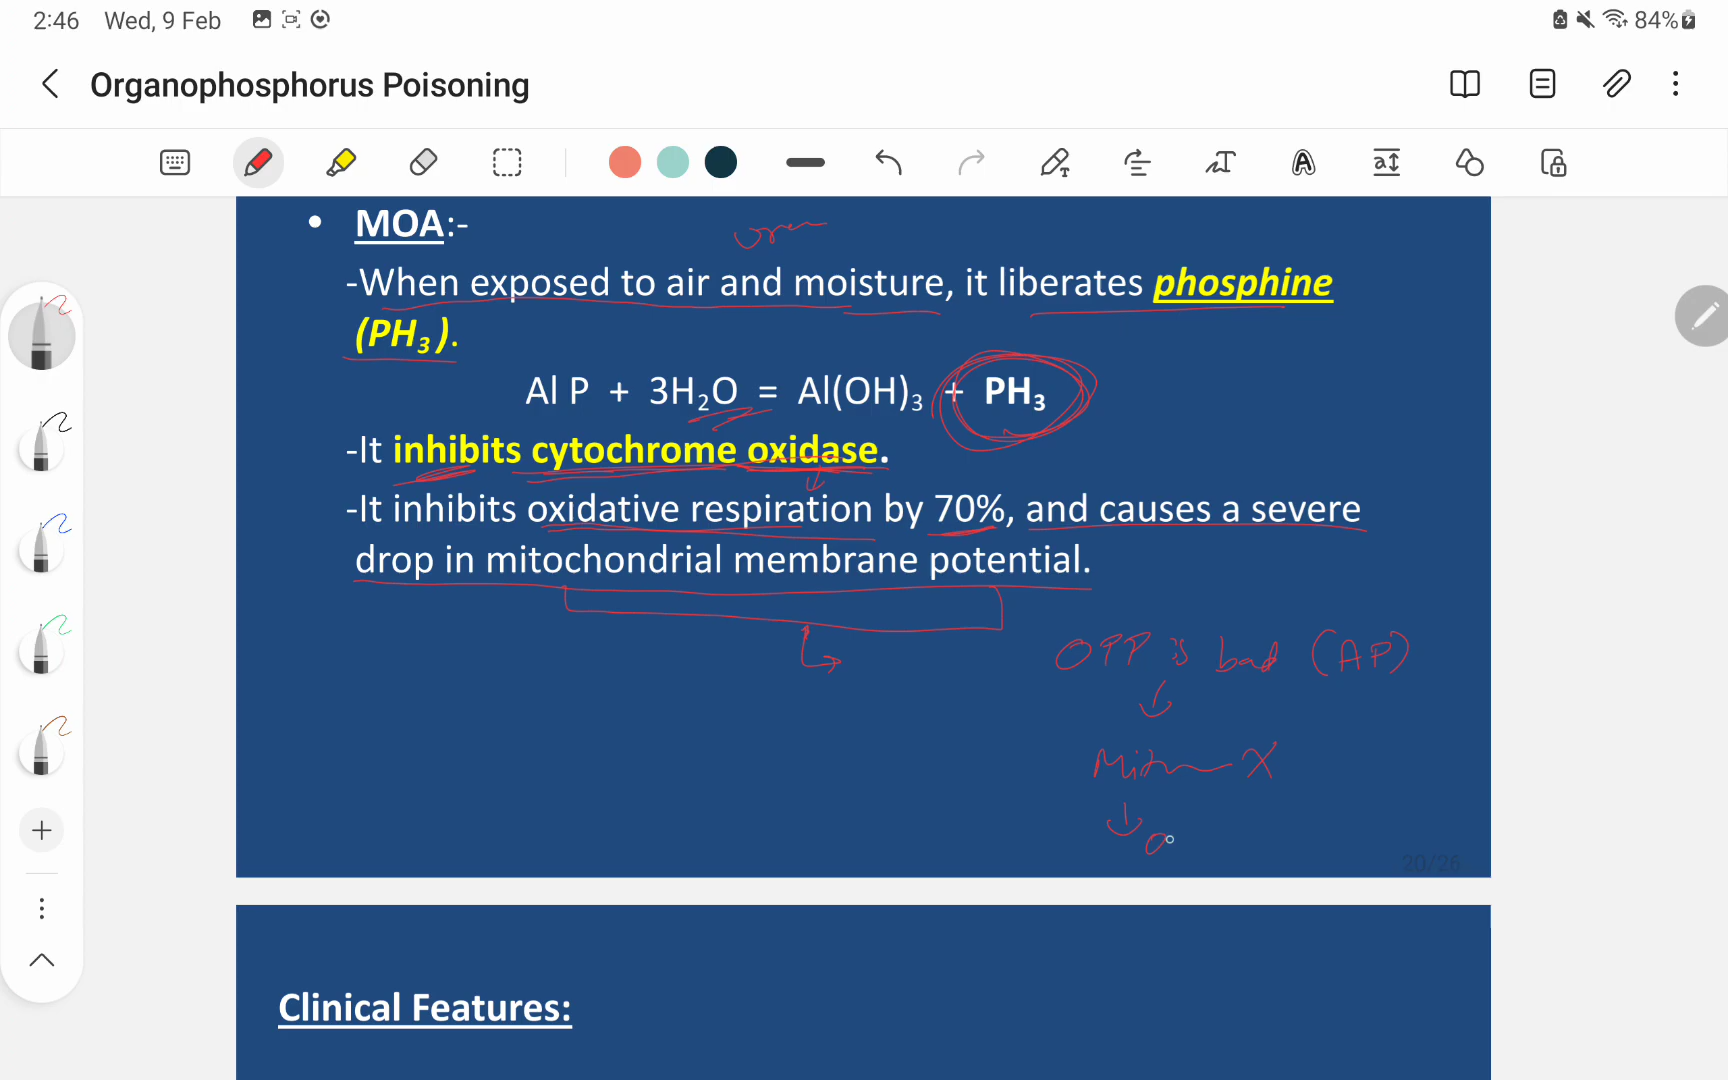 2:46 Wed, 9 Feb 84%
Organophosphorus Poisoning
• MOA:-
-When exposed to air and moisture, it liberates phosphine
(PH₃).
Al P + 3H₂O = Al(OH)₃ + PH₃
-It inhibits cytochrome oxidase.
-It inhibits oxidative respiration by 70%, and causes a severe
drop in mitochondrial membrane potential.
OPP is bad (AP)
X
20/26
Clinical Features: